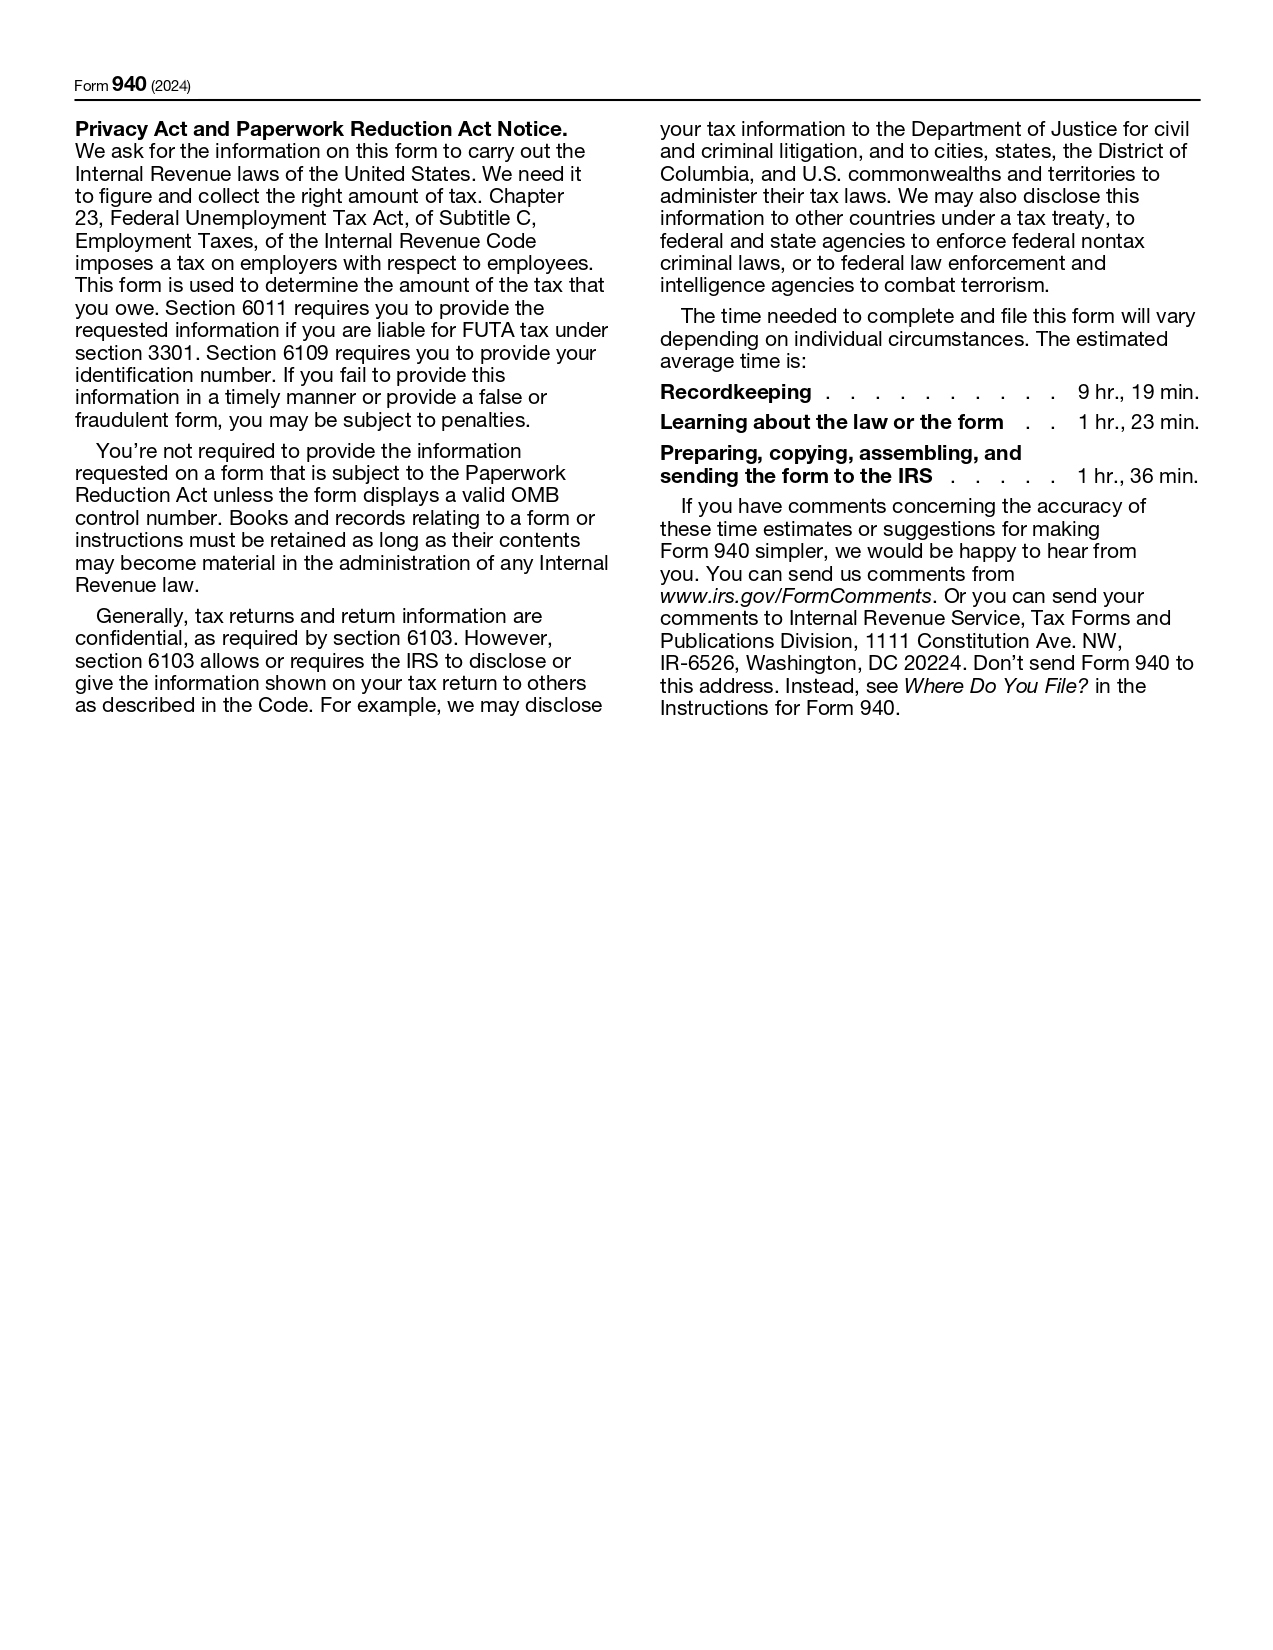 Form 940 (2024)
Privacy Act and Paperwork Reduction Act Notice.
We ask for the information on this form to carry out the
Internal Revenue laws of the United States. We need it
to figure and collect the right amount of tax. Chapter
23, Federal Unemployment Tax Act, of Subtitle C,
Employment Taxes, of the Internal Revenue Code
imposes a tax on employers with respect to employees.
This form is used to determine the amount of the tax that
you owe. Section 6011 requires you to provide the
requested information if you are liable for FUTA tax under
section 3301. Section 6109 requires you to provide your
identification number. If you fail to provide this
information in a timely manner or provide a false or
fraudulent form, you may be subject to penalties.
You’re not required to provide the information
requested on a form that is subject to the Paperwork
Reduction Act unless the form displays a valid OMB
control number. Books and records relating to a form or
instructions must be retained as long as their contents
may become material in the administration of any Internal
Revenue law.
Generally, tax returns and return information are
confidential, as required by section 6103. However,
section 6103 allows or requires the IRS to disclose or
give the information shown on your tax return to others
as described in the Code. For example, we may disclose
your tax information to the Department of Justice for civil
and criminal litigation, and to cities, states, the District of
Columbia, and U.S. commonwealths and territories to
administer their tax laws. We may also disclose this
information to other countries under a tax treaty, to
federal and state agencies to enforce federal nontax
criminal laws, or to federal law enforcement and
intelligence agencies to combat terrorism.
The time needed to complete and file this form will vary
depending on individual circumstances. The estimated
average time is:
Recordkeeping . . . . . . . . . . 9 hr., 19 min.
Learning about the law or the form . . 1 hr., 23 min.
Preparing, copying, assembling, and
sending the form to the IRS . . . . . 1 hr., 36 min.
If you have comments concerning the accuracy of
these time estimates or suggestions for making
Form 940 simpler, we would be happy to hear from
you. You can send us comments from
www.irs.gov/FormComments. Or you can send your
comments to Internal Revenue Service, Tax Forms and
Publications Division, 1111 Constitution Ave. NW,
IR-6526, Washington, DC 20224. Don’t send Form 940 to
this address. Instead, see Where Do You File? in the
Instructions for Form 940.